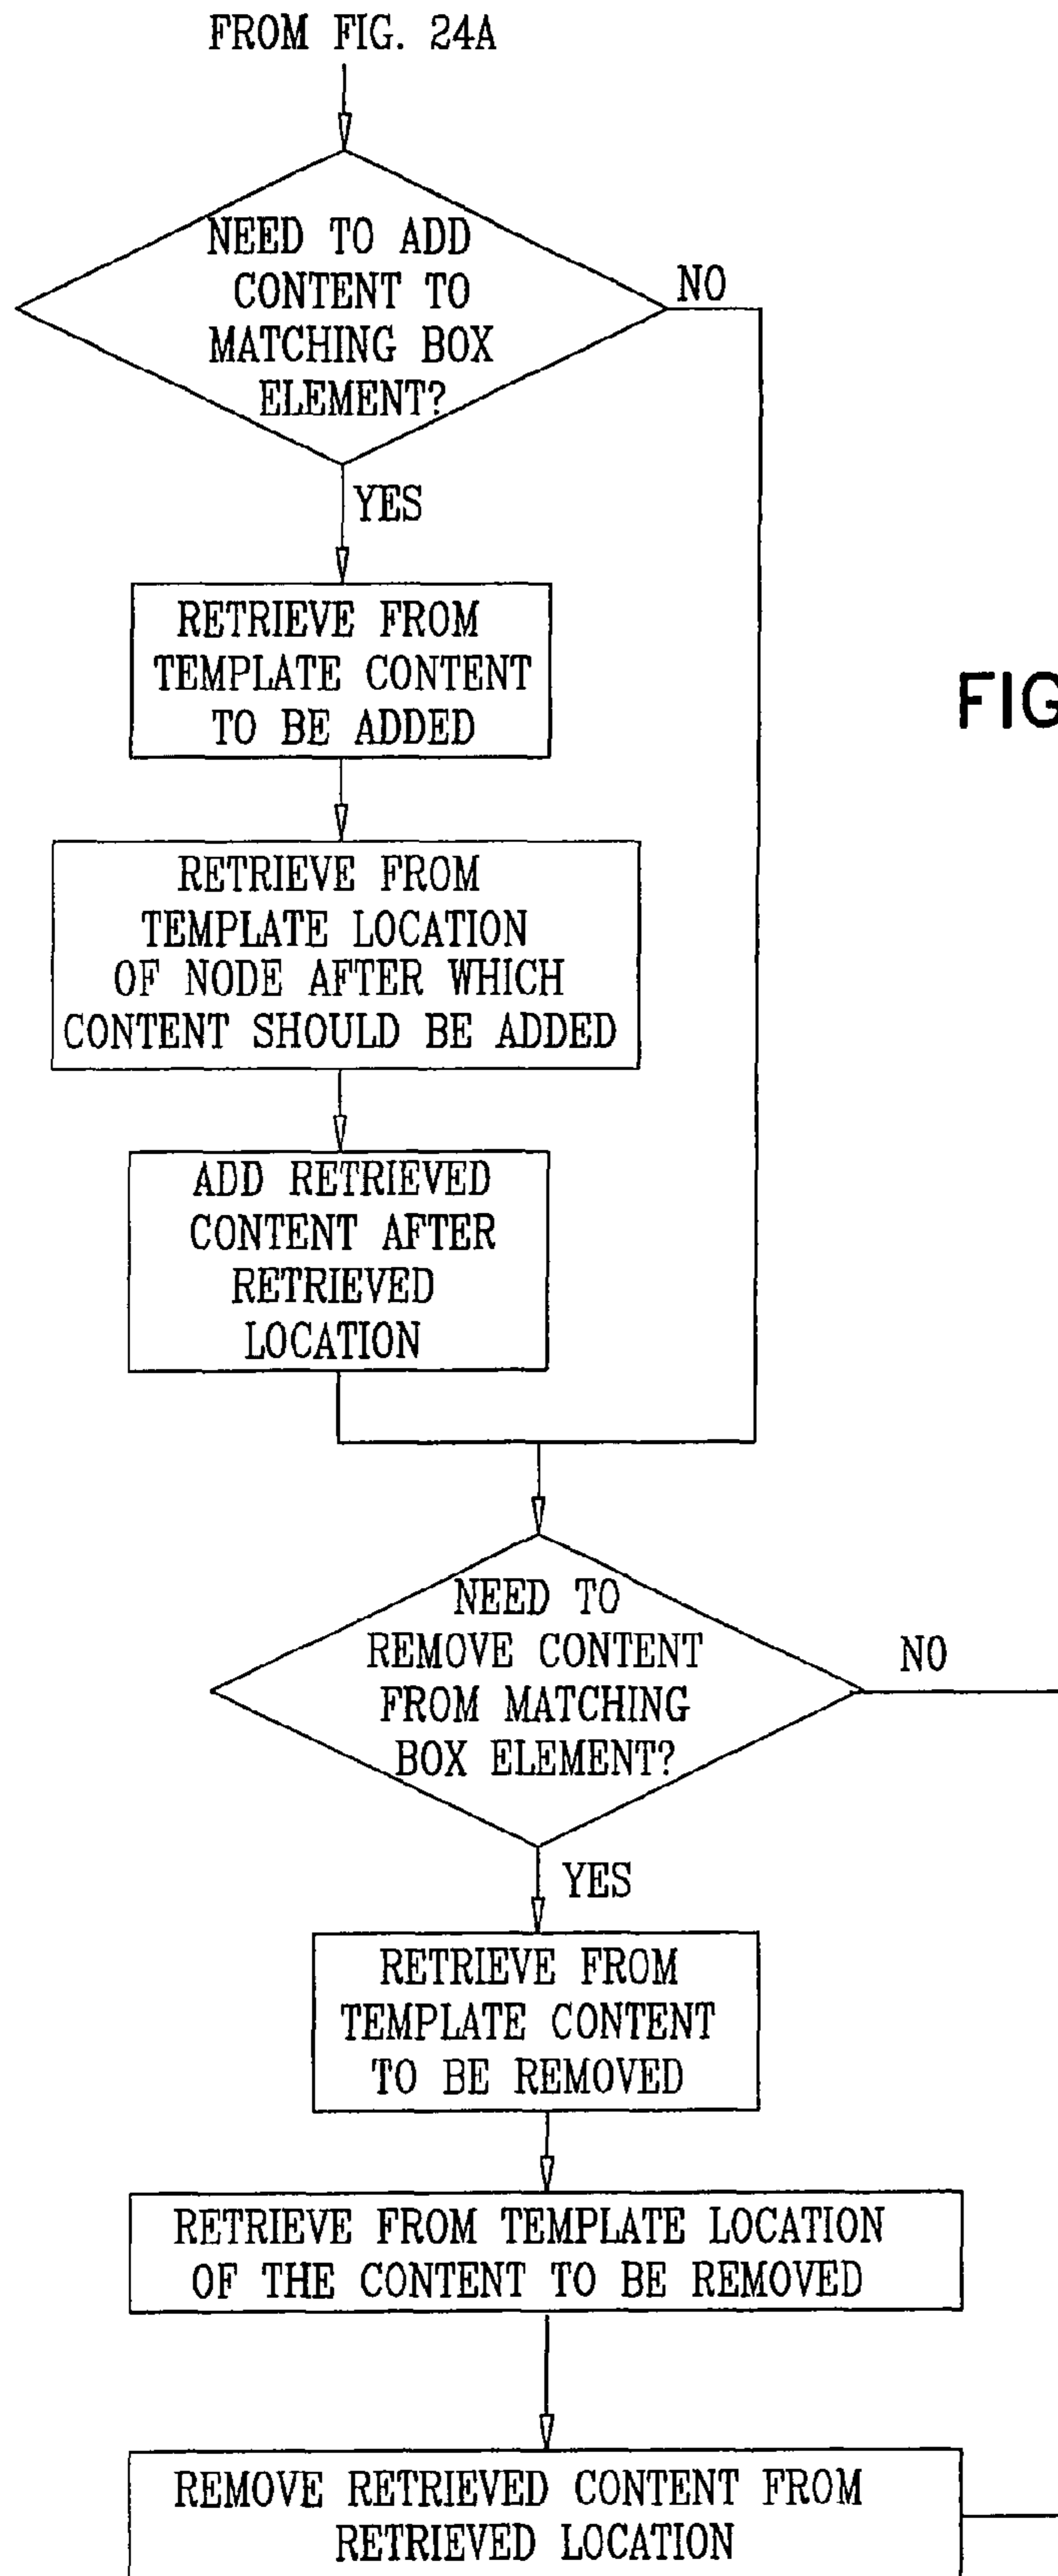 FROM FIG. 24A
NEED TO ADD
CONTENT TO
MATCHING BOX
ELEMENT?
NO
YES
RETRIEVE FROM
TEMPLATE CONTENT
TO BE ADDED
FIG
RETRIEVE FROM
TEMPLATE LOCATION
OF NODE AFTER WHICH
CONTENT SHOULD BE ADDED
ADD RETRIEVED
CONTENT AFTER
RETRIEVED
LOCATION
NEED TO
REMOVE CONTENT
FROM MATCHING
BOX ELEMENT?
NO
YES
RETRIEVE FROM
TEMPLATE CONTENT
TO BE REMOVED
RETRIEVE FROM TEMPLATE LOCATION
OF THE CONTENT TO BE REMOVED
REMOVE RETRIEVED CONTENT FROM
RETRIEVED LOCATION